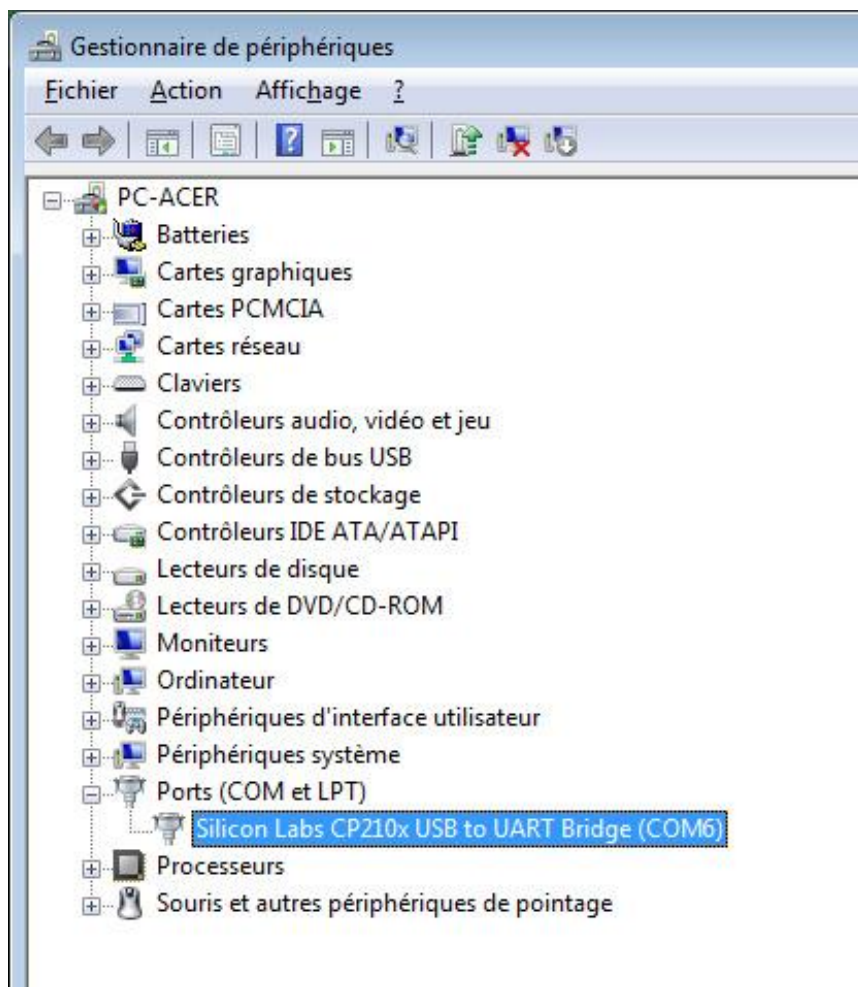 Gestionnaire de périphériques
Fichier Action Affichage ?
PC-ACER
Batteries
Cartes graphiques
Cartes PCMCIA
Cartes réseau
Claviers
Contrôleurs audio, vidéo et jeu
Contrôleurs de bus USB
Contrôleurs de stockage
Contrôleurs IDE ATA/ATAPI
Lecteurs de disque
Lecteurs de DVD/CD-ROM
Moniteurs
Ordinateur
Périphériques d'interface utilisateur
Périphériques système
Ports (COM et LPT)
Silicon Labs CP210x USB to UART Bridge (COM6)
Processeurs
Souris et autres périphériques de pointage